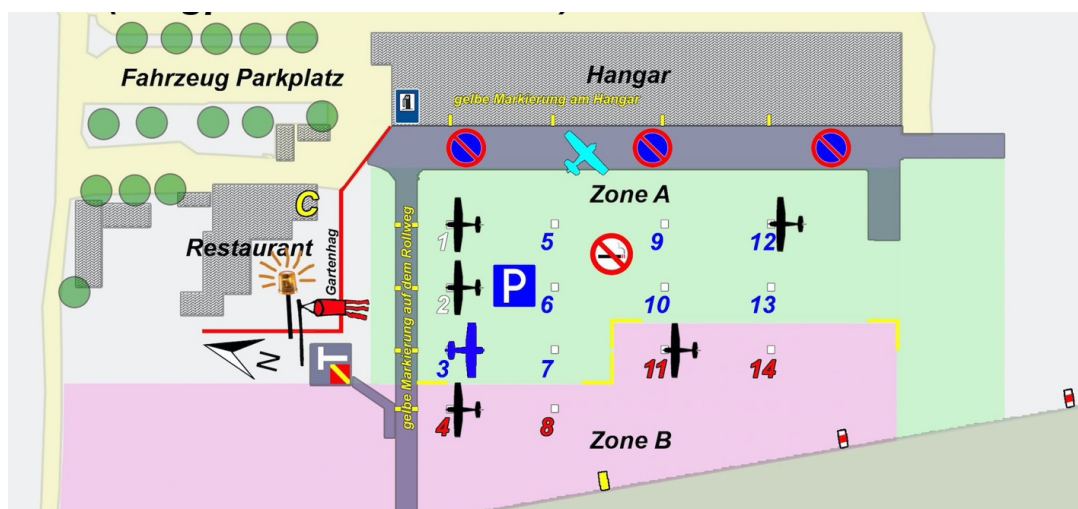 Fahrzeug Parkplatz
Hangar
gelbe Markierung am Hangar
Zone A
C
Restaurant
Gartenhag
gelbe Markierung auf dem Rollweg
1
5
9
12
P
2
6
10
13
3
7
11
14
4
8
N
T
Zone B